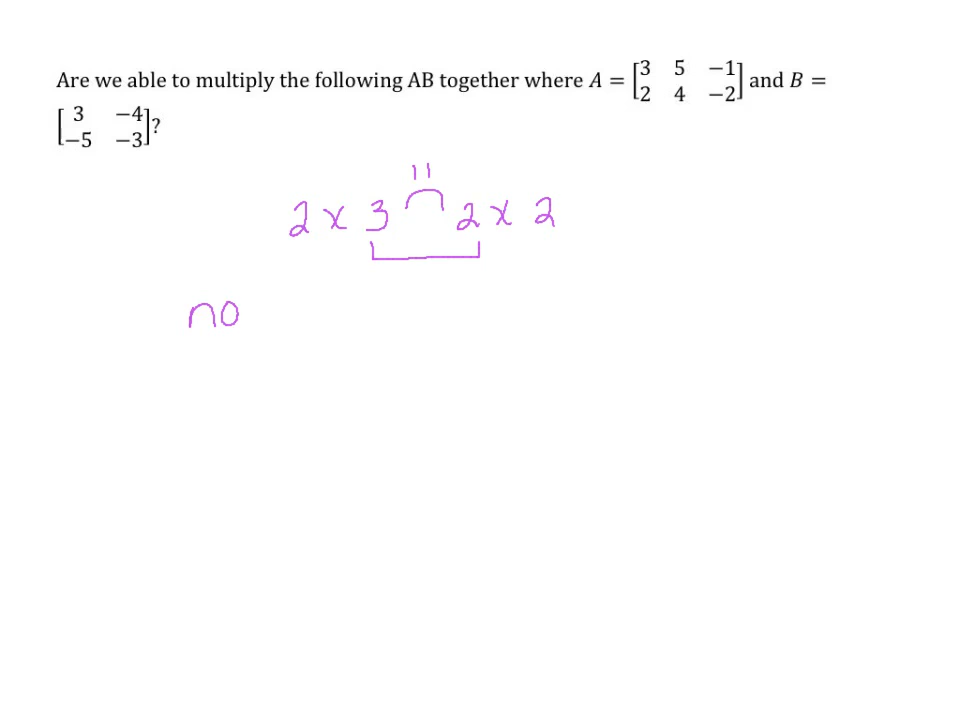 Are we able to multiply the following AB together where A = [3 5 −1; 2 4 −2] and B =
[3 −4; −5 −3]?
2 x 3 2 x 2
no